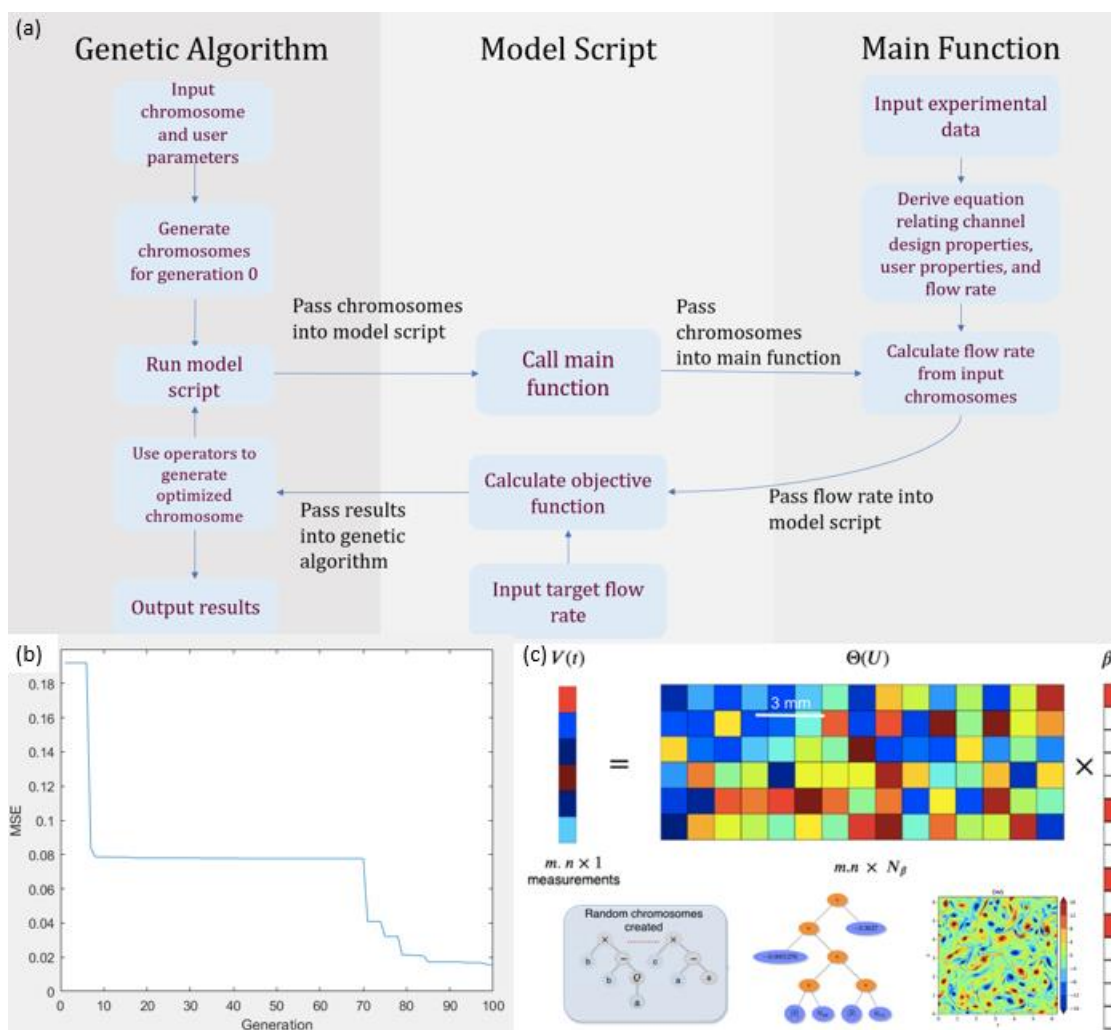 (a)
Genetic Algorithm
Model Script
Main Function
Input
chromosome
and user
parameters
Generate
chromosomes
for generation 0
Run model
script
Use operators to
generate
optimized
chromosome
Output results
Pass chromosomes
into model script
Call main
function
Pass
chromosomes
into main function
Input experimental
data
Derive equation
relating channel
design properties,
user properties, and
flow rate
Calculate flow rate
from input
chromosomes
Pass flow rate into
model script
Calculate objective
function
Pass results
into genetic
algorithm
Input target flow
rate
(b)
0.18
0.16
0.14
0.12
0.1
0.08
0.06
0.04
0.02
0
MSE
0 10 20 30 40 50 60 70 80 90 100
Generation
(c)
V(t)
Θ(U)
β
3 mm
=
×
m. n × 1
measurements
m.n × Nβ
Random chromosomes
created
× ×
b − c −
b a
a
DNS